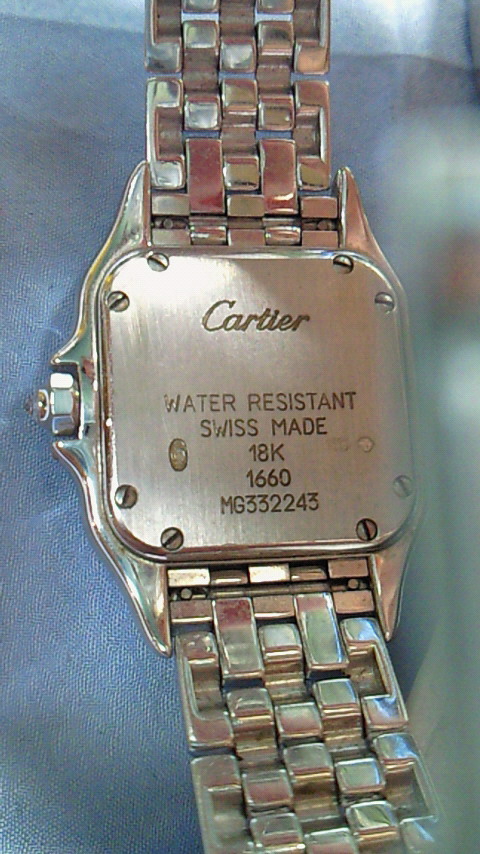 Cartier
WATER RESISTANT
SWISS MADE
18K
1660
MG332243